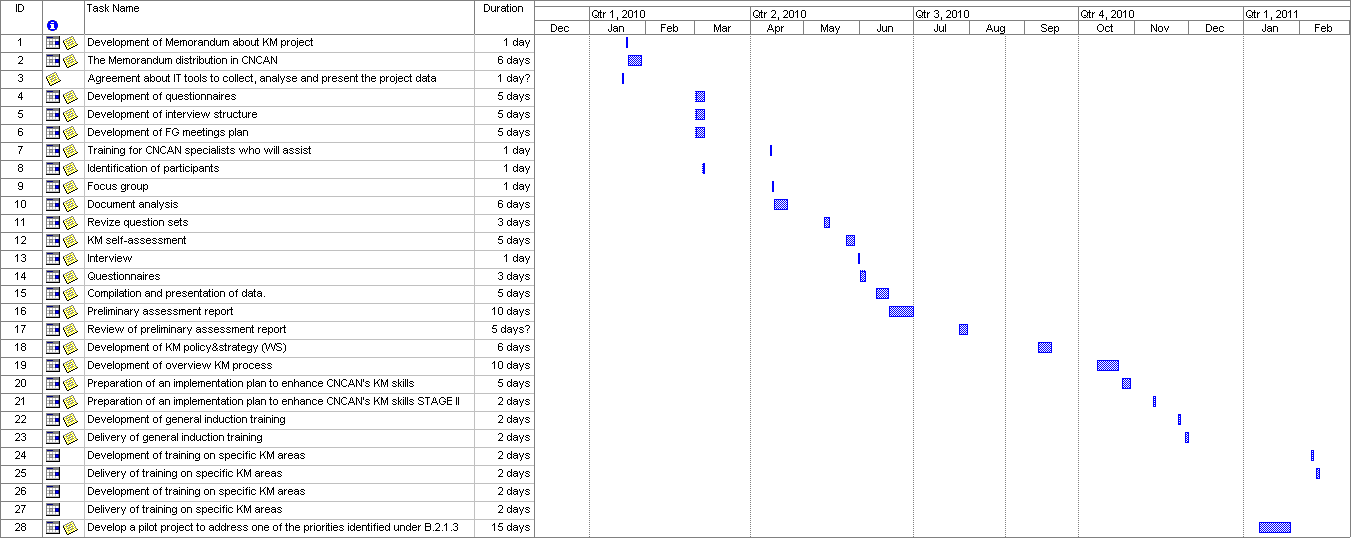 ID Task Name Duration Qtr 1, 2010 Qtr 2, 2010 Qtr 3, 2010 Qtr 4, 2010 Qtr 1, 2011
Dec Jan Feb Mar Apr May Jun Jul Aug Sep Oct Nov Dec Jan Feb
1 Development of Memorandum about KM project 1 day
2 The Memorandum distribution in CNCAN 6 days
3 Agreement about IT tools to collect, analyse and present the project data 1 day?
4 Development of questionnaires 5 days
5 Development of interview structure 5 days
6 Development of FG meetings plan 5 days
7 Training for CNCAN specialists who will assist 1 day
8 Identification of participants 1 day
9 Focus group 1 day
10 Document analysis 6 days
11 Revize question sets 3 days
12 KM self-assessment 5 days
13 Interview 1 day
14 Questionnaires 3 days
15 Compilation and presentation of data. 5 days
16 Preliminary assessment report 10 days
17 Review of preliminary assessment report 5 days?
18 Development of KM policy&strategy (WS) 6 days
19 Development of overview KM process 10 days
20 Preparation of an implementation plan to enhance CNCAN's KM skills 5 days
21 Preparation of an implementation plan to enhance CNCAN's KM skills STAGE II 2 days
22 Development of general induction training 2 days
23 Delivery of general induction training 2 days
24 Development of training on specific KM areas 2 days
25 Delivery of training on specific KM areas 2 days
26 Development of training on specific KM areas 2 days
27 Delivery of training on specific KM areas 2 days
28 Develop a pilot project to address one of the priorities identified under B.2.1.3 15 days